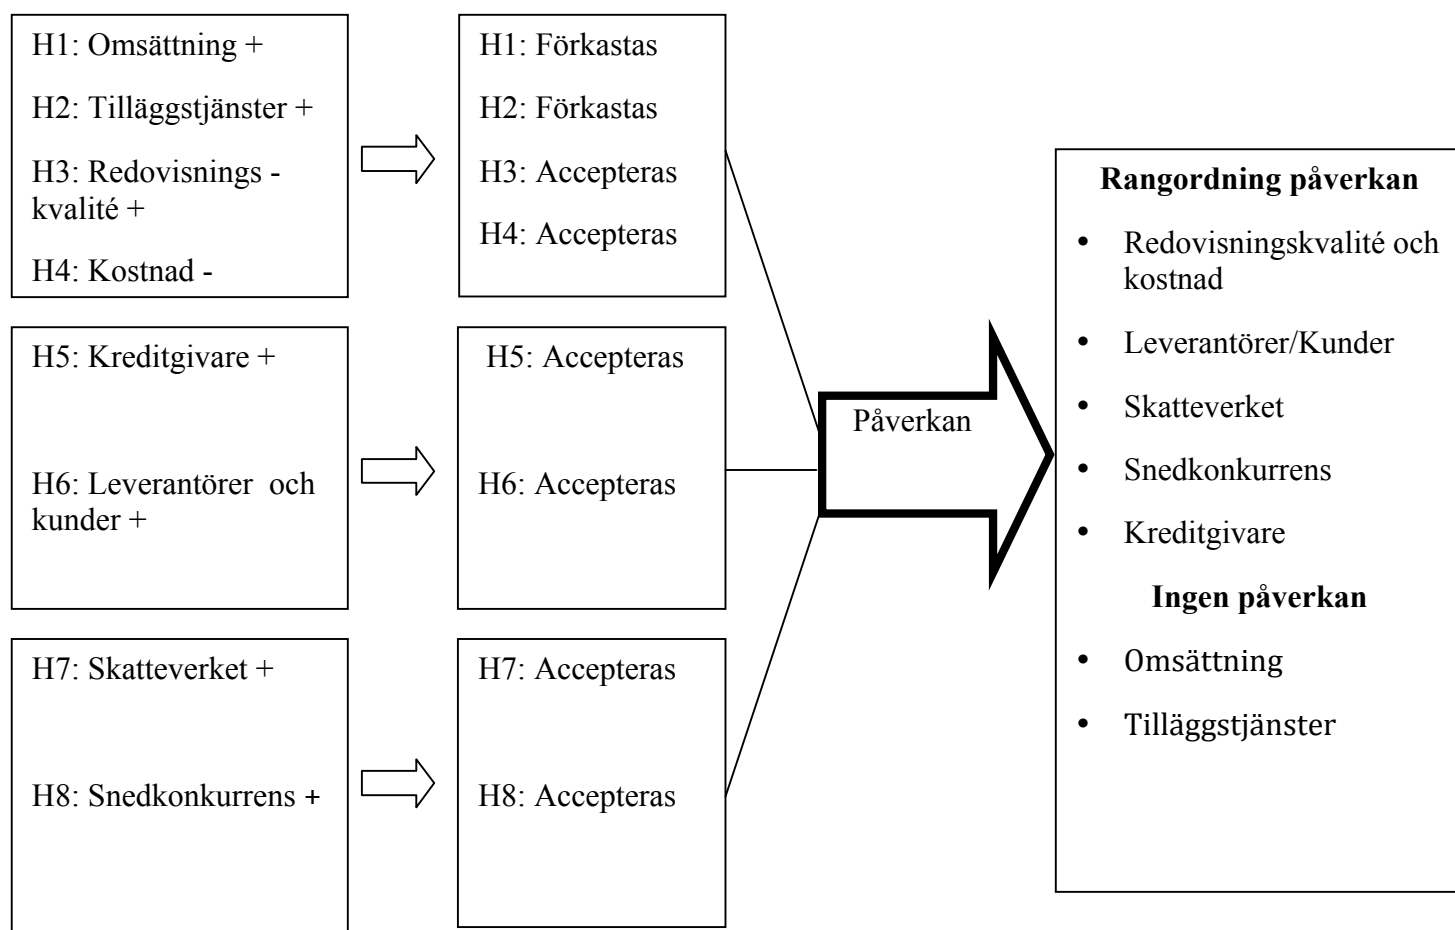 H1: Omsättning +
H2: Tilläggstjänster +
H3: Redovisnings -
kvalité +
H4: Kostnad -
H1: Förkastas
H2: Förkastas
H3: Accepteras
H4: Accepteras
H5: Kreditgivare +
H6: Leverantörer och
kunder +
H5: Accepteras
H6: Accepteras
H7: Skatteverket +
H8: Snedkonkurrens +
H7: Accepteras
H8: Accepteras
Påverkan
Rangordning påverkan
• Redovisningskvalité och
kostnad
• Leverantörer/Kunder
• Skatteverket
• Snedkonkurrens
• Kreditgivare
Ingen påverkan
• Omsättning
• Tilläggstjänster